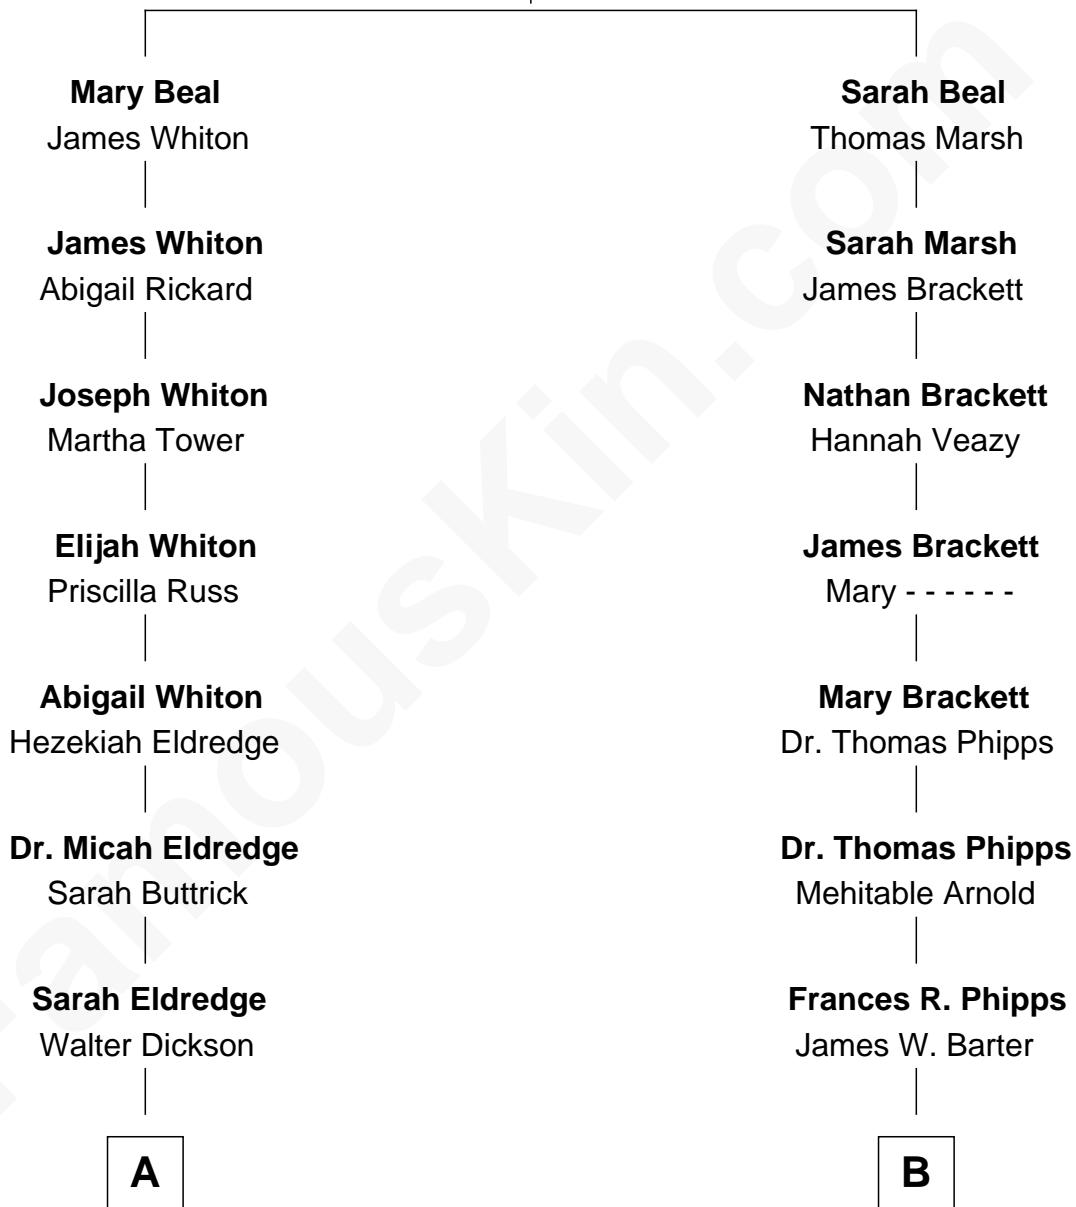 Mary Beal
James Whiton
James Whiton
Abigail Rickard
Joseph Whiton
Martha Tower
Elijah Whiton
Priscilla Russ
Abigail Whiton
Hezekiah Eldredge
Dr. Micah Eldredge
Sarah Buttrick
Sarah Eldredge
Walter Dickson
A
Sarah Beal
Thomas Marsh
Sarah Marsh
James Brackett
Nathan Brackett
Hannah Veazy
James Brackett
Mary - - - - - -
Mary Brackett
Dr. Thomas Phipps
Dr. Thomas Phipps
Mehitable Arnold
Frances R. Phipps
James W. Barter
B
FamousKin.com